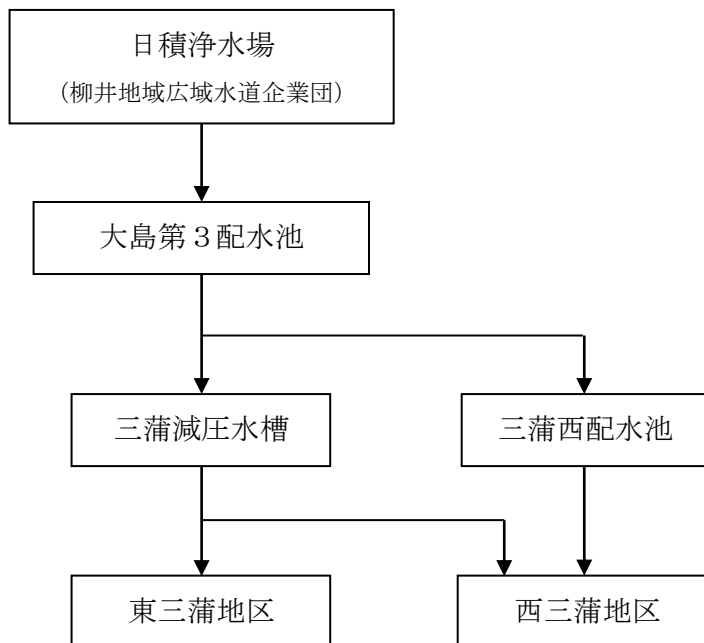 日積浄水場
（柳井地域広域水道企業団）
大島第３配水池
三蒲減圧水槽
三蒲西配水池
東三蒲地区
西三蒲地区